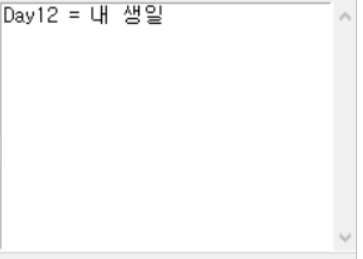 Day12 = 내 생일